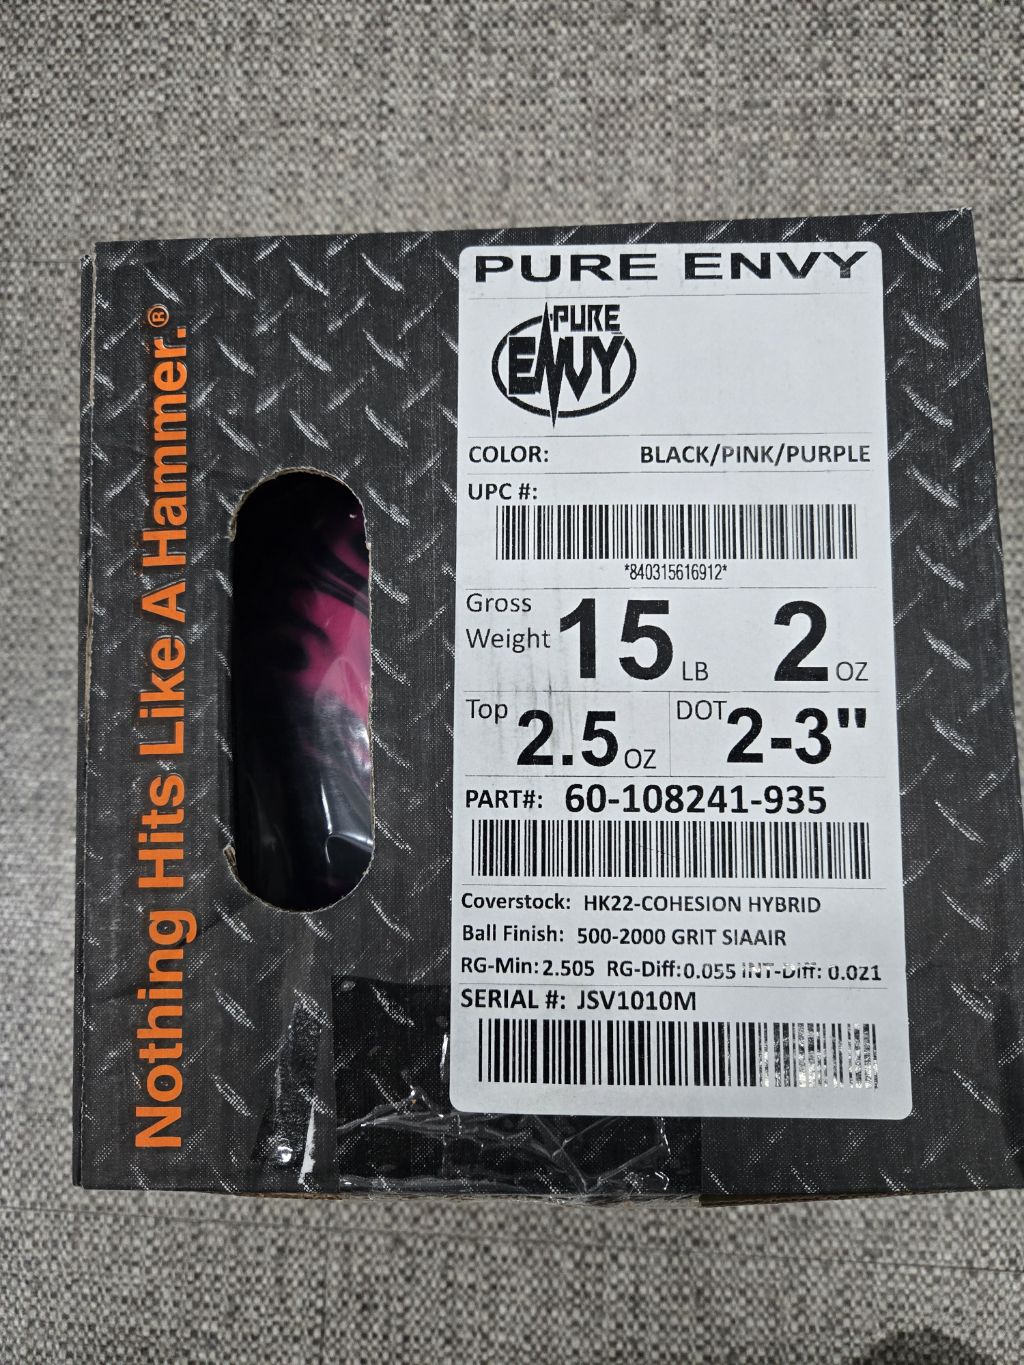 Nothing Hits Like A Hammer.®
PURE ENVY
PURE
ENVY
COLOR: BLACK/PINK/PURPLE
UPC #:
*840315616912*
Gross
Weight 15 LB 2 OZ
Top 2.5 OZ DOT 2-3"
PART#: 60-108241-935
Coverstock: HK22-COHESION HYBRID
Ball Finish: 500-2000 GRIT SIAAIR
RG-Min: 2.505 RG-Diff: 0.055 INT-Diff: 0.021
SERIAL #: JSV1010M